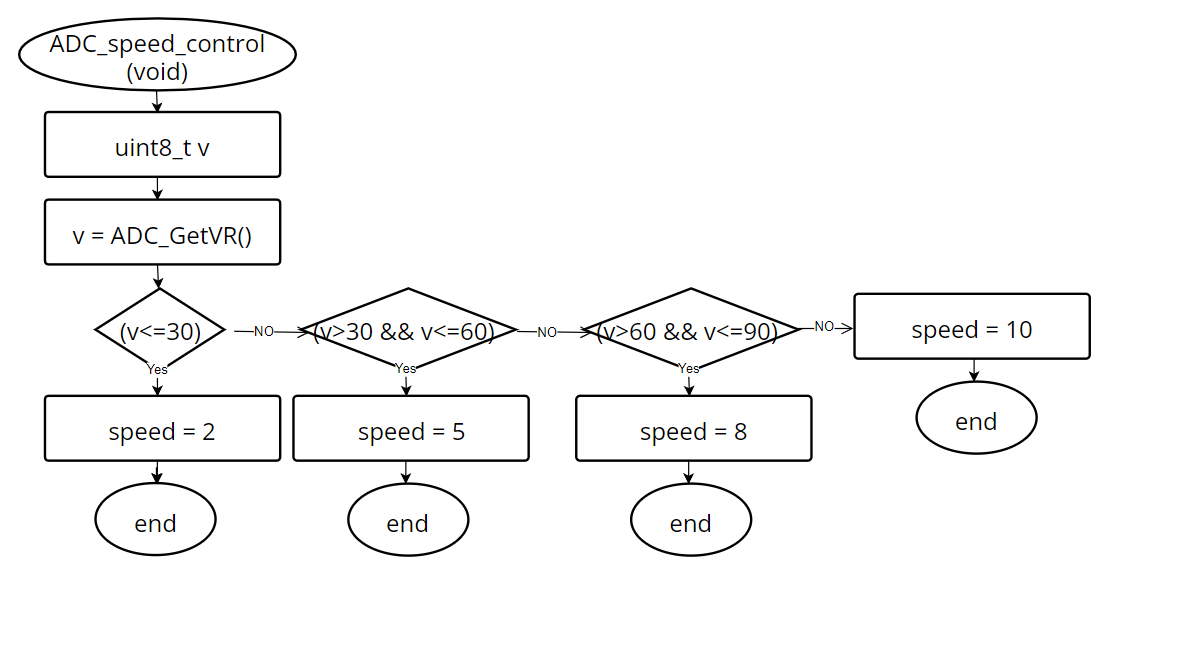 ADC_speed_control
(void)
uint8_t v
v = ADC_GetVR()
(v<=30)
NO
(v>30 && v<=60)
NO
(v>60 && v<=90)
NO
speed = 10
Yes
Yes
Yes
speed = 2
speed = 5
speed = 8
end
end
end
end